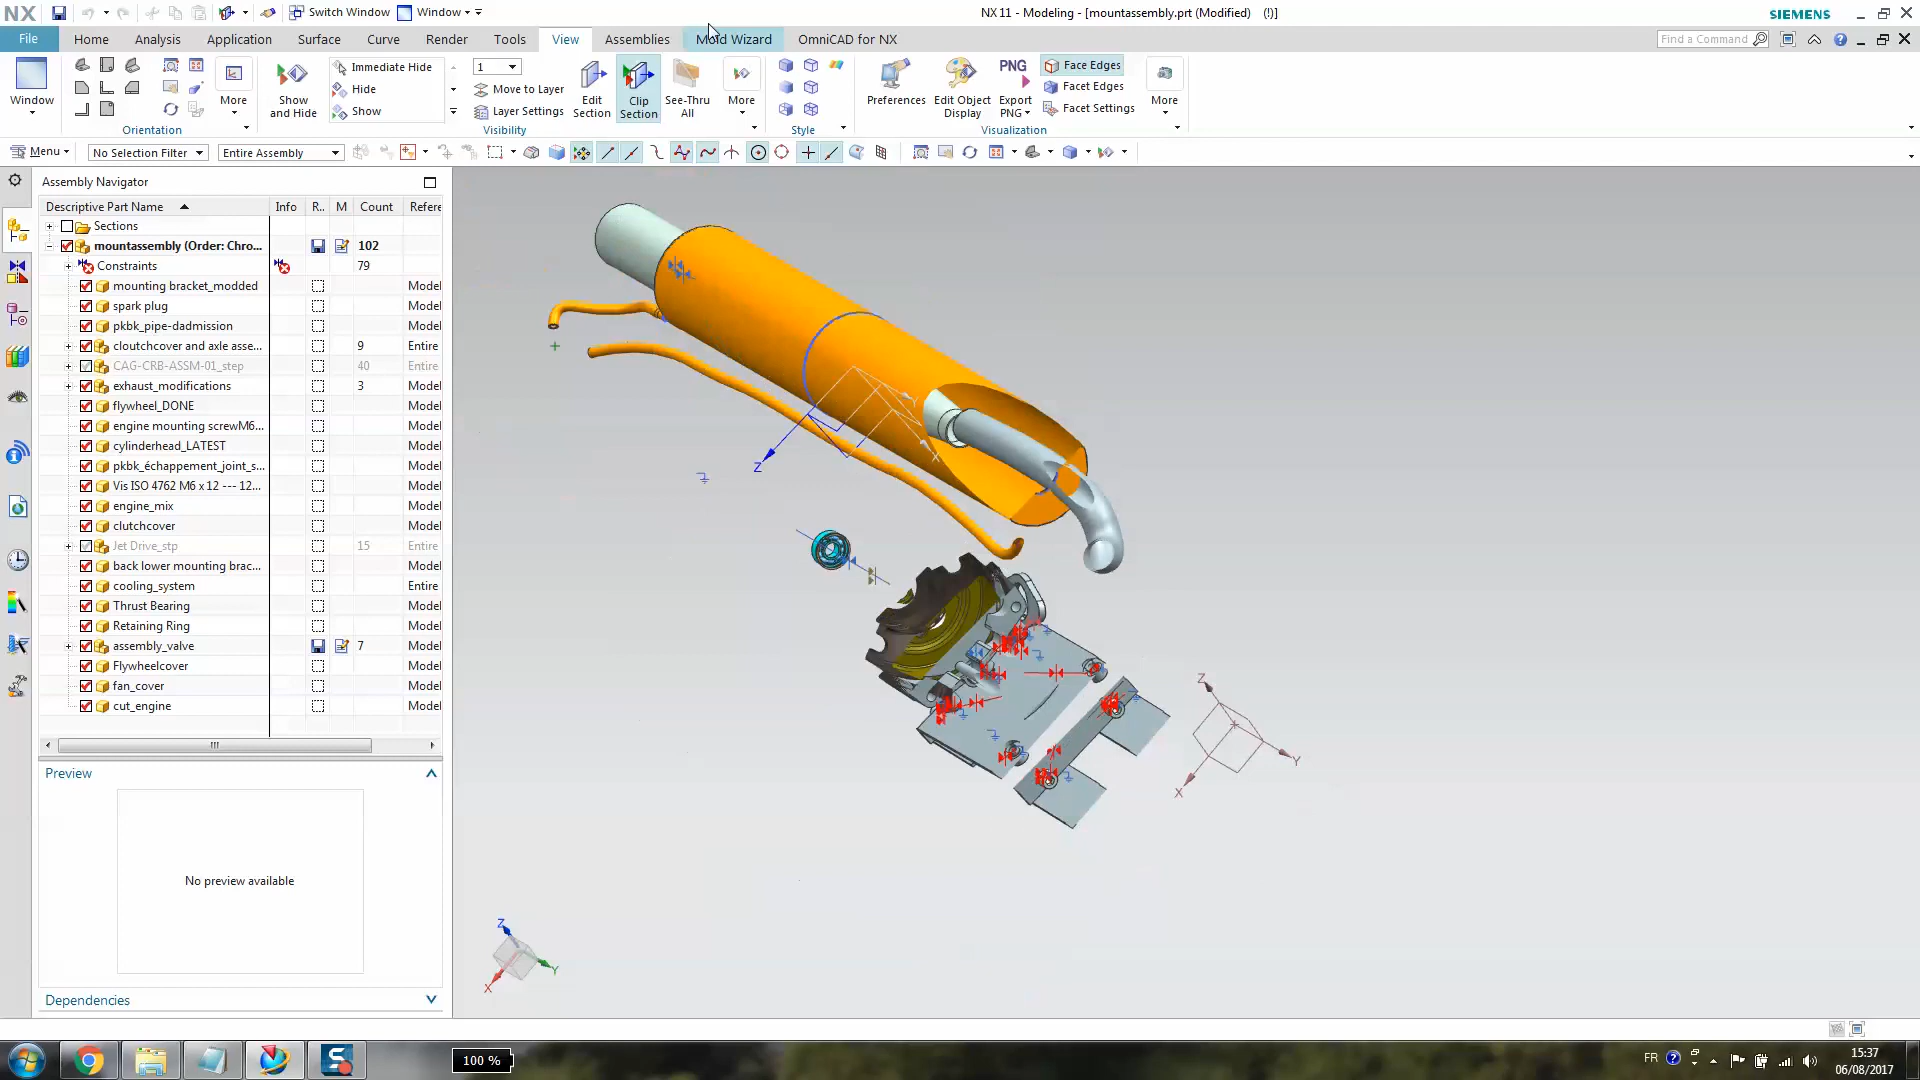 NX
Switch Window
Window
NX 11 - Modeling - [mountassembly.prt (Modified) (!)]
SIEMENS
File
Home
Analysis
Application
Surface
Curve
Render
Tools
View
Assemblies
Mold Wizard
OmniCAD for NX
Find a Command
Window
More
Orientation
Show and Hide
Immediate Hide
Hide
Show
1
Move to Layer
Layer Settings
Visibility
Edit Section
Clip Section
See-Thru All
More
Style
Preferences
Edit Object Display
PNG
Export PNG
Face Edges
Facet Edges
Facet Settings
More
Visualization
Menu
No Selection Filter
Entire Assembly
Assembly Navigator
Descriptive Part Name Info R.. M Count Refere
Sections
mountassembly (Order: Chro... 102
Constraints 79
mounting bracket_modded Model
spark plug Model
pkbk_pipe-dadmission Model
cloutchcover and axle asse... 9 Entire
CAG-CRB-ASSM-01_step 40 Entire
exhaust_modifications 3 Model
flywheel_DONE Model
engine mounting screwM6... Model
cylinderhead_LATEST Model
pkbk_échappement_joint_s... Model
Vis ISO 4762 M6 x 12 --- 12... Model
engine_mix Model
clutchcover Model
Jet Drive_stp 15 Entire
back lower mounting brac... Model
cooling_system Entire
Thrust Bearing Model
Retaining Ring Model
assembly_valve 7 Model
Flywheelcover Model
fan_cover Model
cut_engine Model
Preview
No preview available
Dependencies
Z
Z
Y
X
Z
Y
X
100 %
FR
15:37
06/08/2017